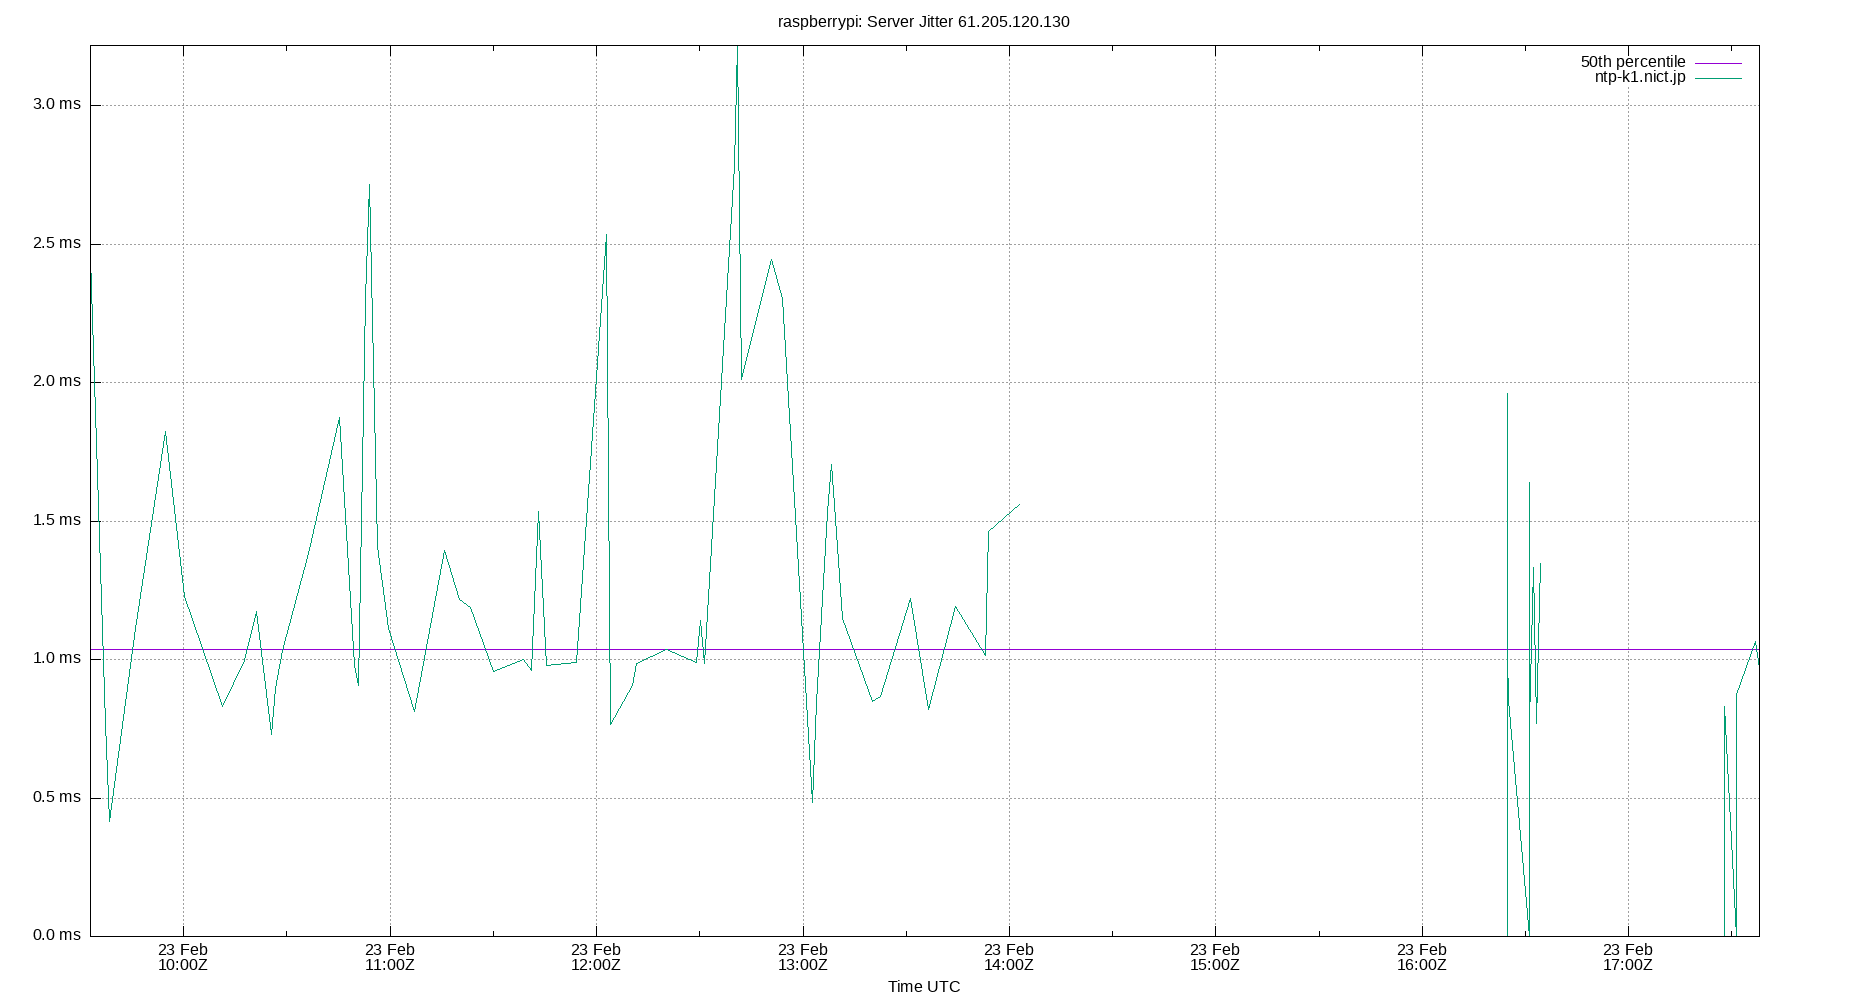 raspberrypi: Server Jitter 61.205.120.130
50th percentile
ntp-k1.nict.jp
3.0 ms
2.5 ms
2.0 ms
1.5 ms
1.0 ms
0.5 ms
0.0 ms
23 Feb 23 Feb 23 Feb 23 Feb 23 Feb 23 Feb 23 Feb 23 Feb
10:00Z 11:00Z 12:00Z 13:00Z 14:00Z 15:00Z 16:00Z 17:00Z
Time UTC